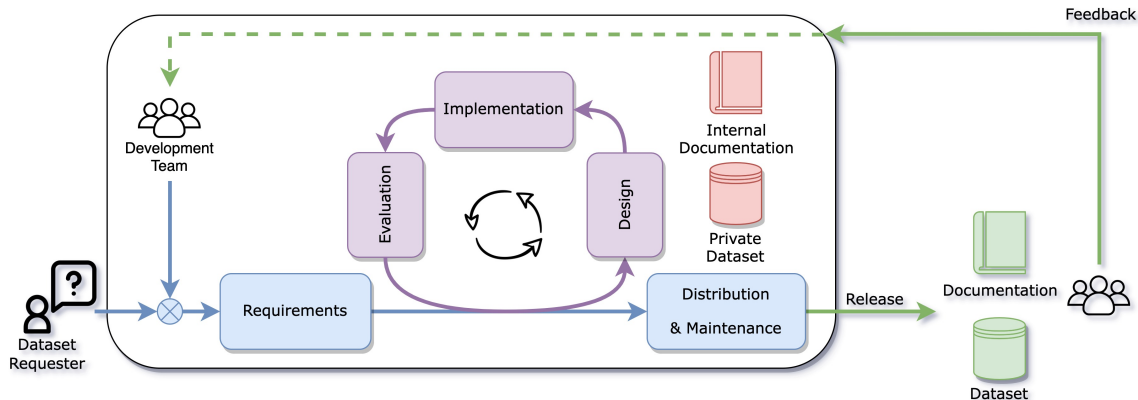 Feedback
Implementation
Internal
Documentation
Development
Team
Evaluation
Design
Private
Dataset
?
Documentation
Requirements
Distribution
& Maintenance
Release
Dataset
Requester
Dataset